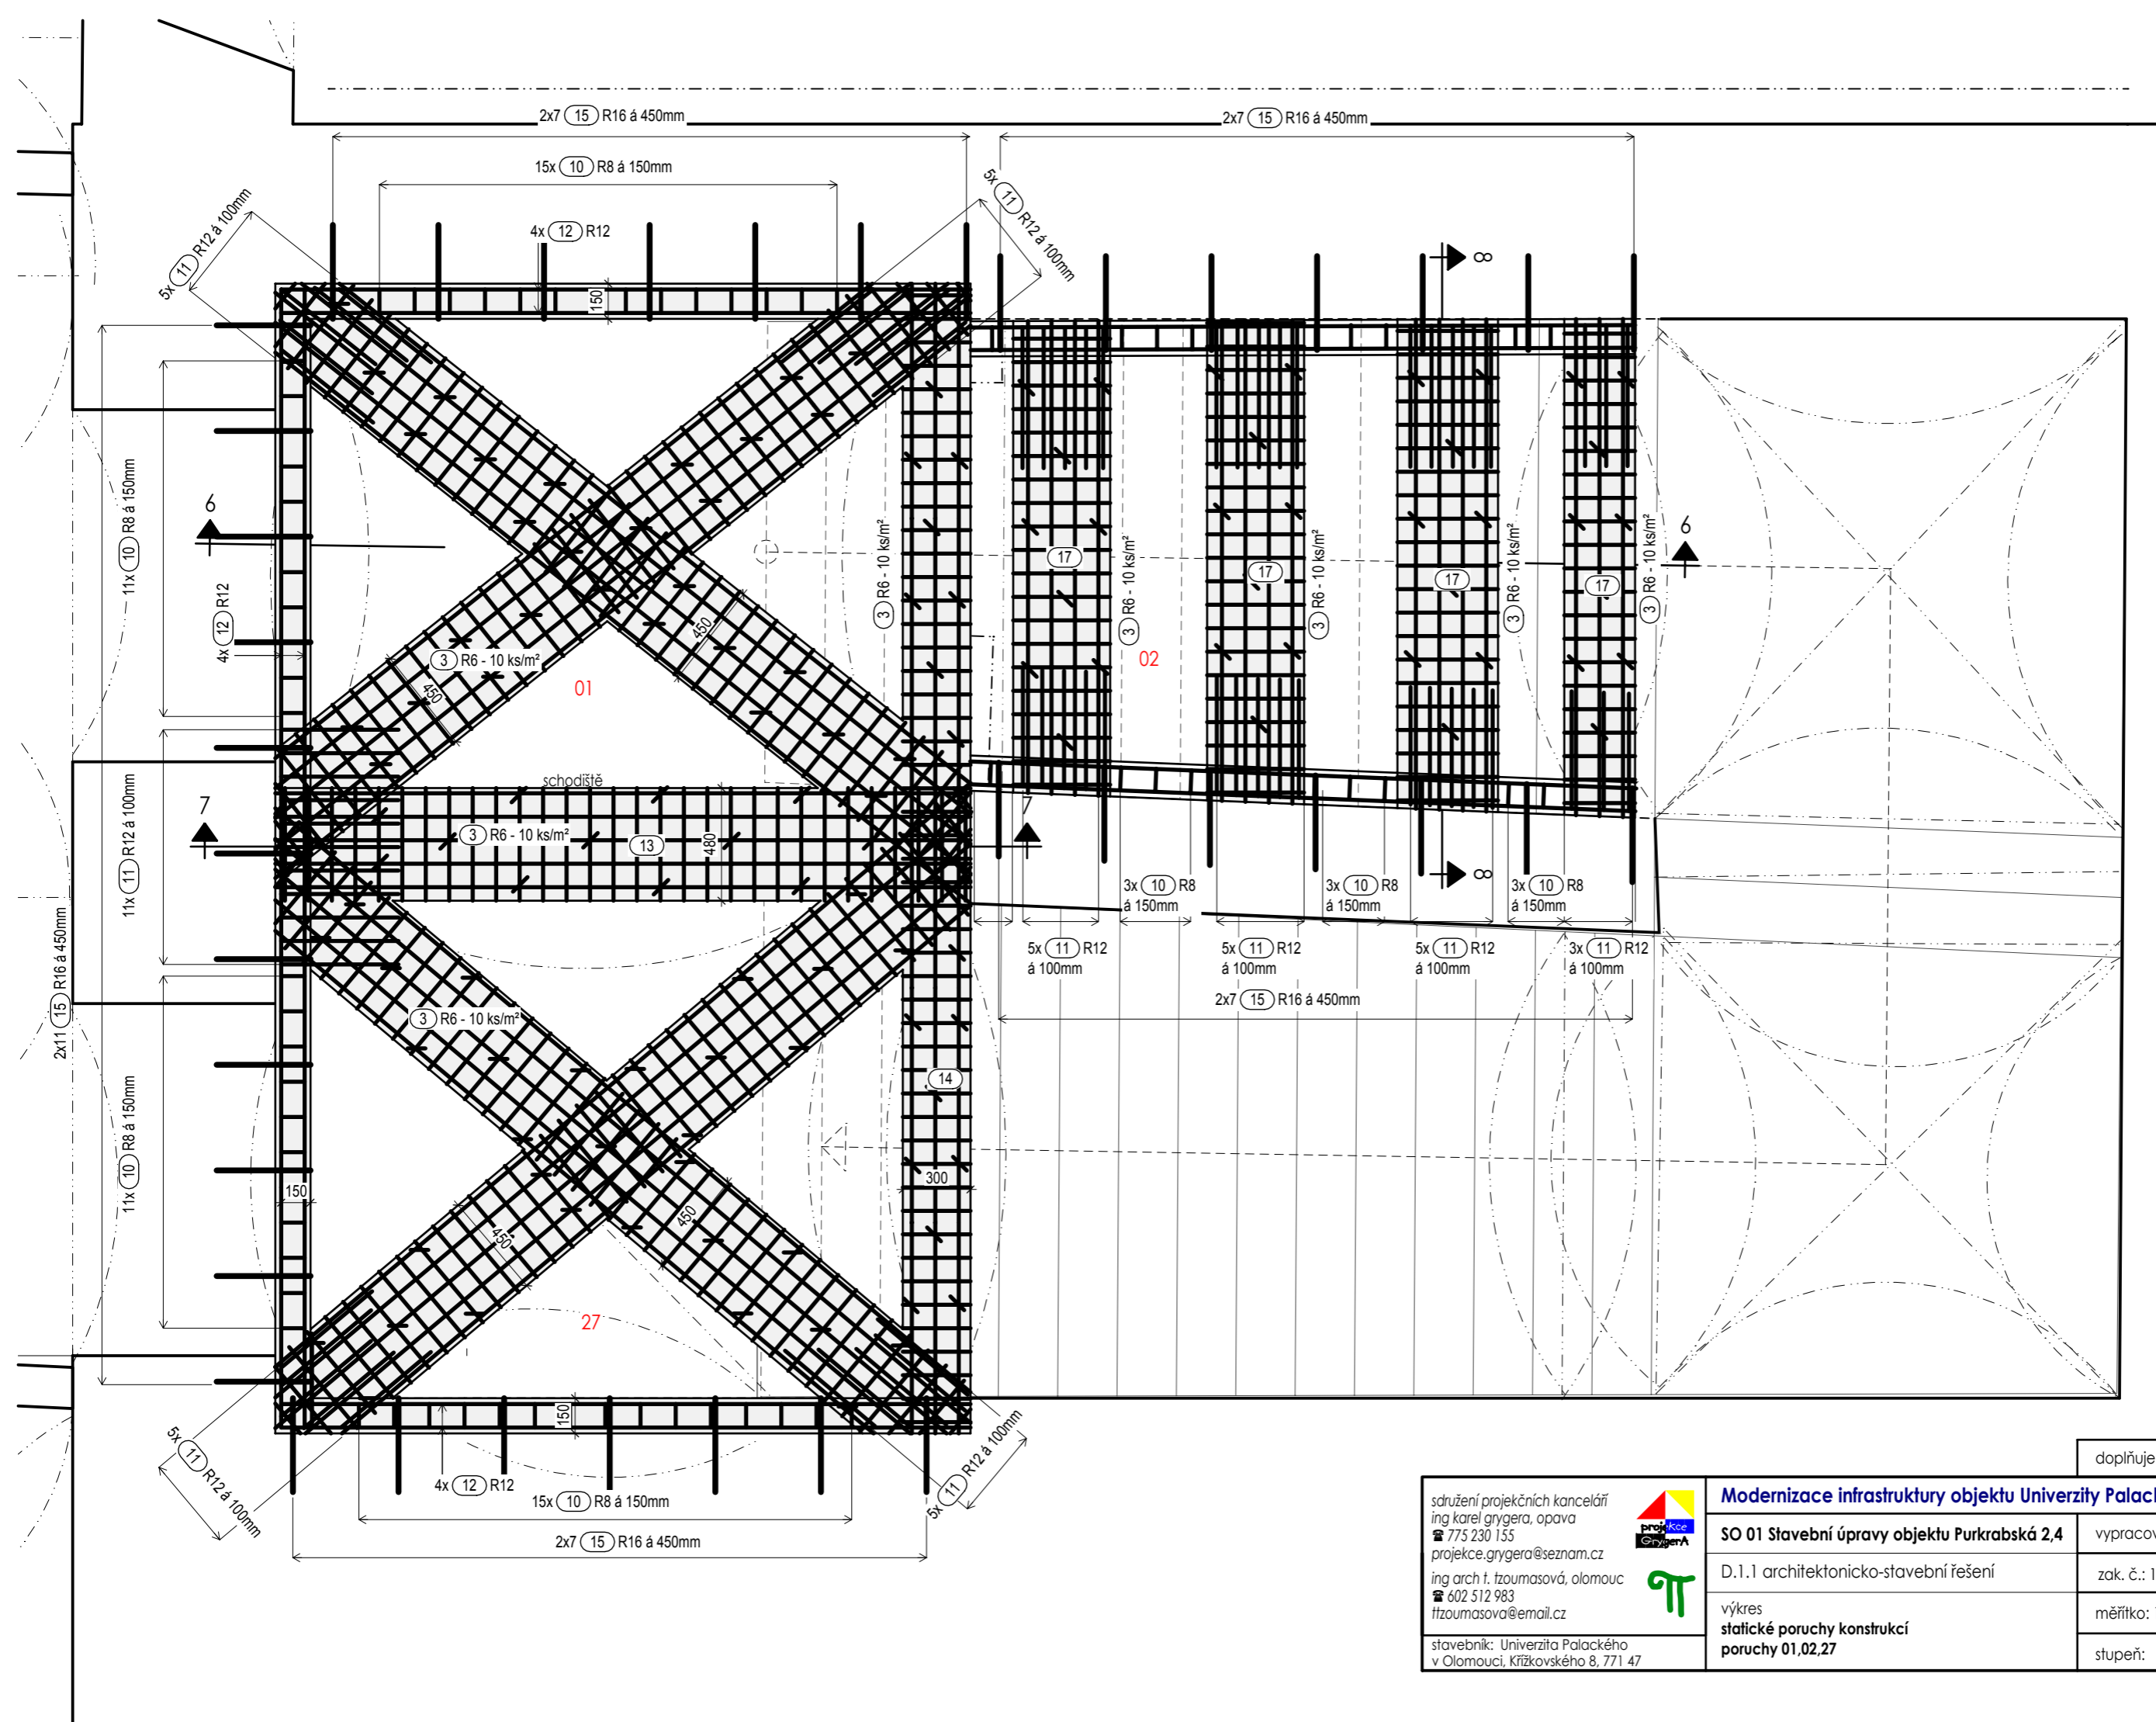 2x7 15 R16 á 450mm
2x7 15 R16 á 450mm
15x 10 R8 á 150mm
5x 11 R12 á 100mm
5x 11 R12 á 100mm
4x 12 R12
150
8
11x 10 R8 á 150mm
6
4x 12 R12
3 R6 - 10 ks/m²
17
3 R6 - 10 ks/m²
17
3 R6 - 10 ks/m²
17
3 R6 - 10 ks/m²
17
3 R6 - 10 ks/m²
6
450
3 R6 - 10 ks/m²
450
01
02
schodiště
11x 11 R12 á 100mm
7
3 R6 - 10 ks/m²
13
480
7
8
3x 10 R8
á 150mm
3x 10 R8
á 150mm
3x 10 R8
á 150mm
5x 11 R12
á 100mm
5x 11 R12
á 100mm
5x 11 R12
á 100mm
3x 11 R12
á 100mm
2x7 15 R16 á 450mm
2x11 15 R16 á 450mm
3 R6 - 10 ks/m²
14
11x 10 R8 á 150mm
150
300
450
450
27
150
5x 11 R12 á 100mm
4x 12 R12
15x 10 R8 á 150mm
5x 11 R12 á 100mm
2x7 15 R16 á 450mm
doplňuje
sdružení projekčních kanceláří
ing karel grygera, opava
☎ 775 230 155
projekce.grygera@seznam.cz
projekce
GrygerA
ing arch t. tzoumasová, olomouc
☎ 602 512 983
ttzoumasova@email.cz
stavebník: Univerzita Palackého
v Olomouci, Křížkovského 8, 771 47
Modernizace infrastruktury objektu Univerzity Palack
SO 01 Stavební úpravy objektu Purkrabská 2,4
vypracov
D.1.1 architektonicko-stavební řešení
zak. č.: 1
výkres
statické poruchy konstrukcí
poruchy 01,02,27
měřítko:
stupeň: